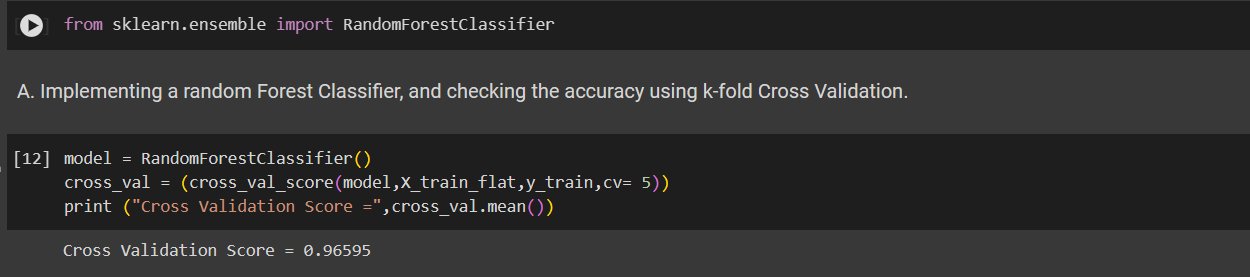 from sklearn.ensemble import RandomForestClassifier
A. Implementing a random Forest Classifier, and checking the accuracy using k-fold Cross Validation.
[12] model = RandomForestClassifier()
cross_val = (cross_val_score(model,X_train_flat,y_train,cv= 5))
print ("Cross Validation Score =",cross_val.mean())
Cross Validation Score = 0.96595